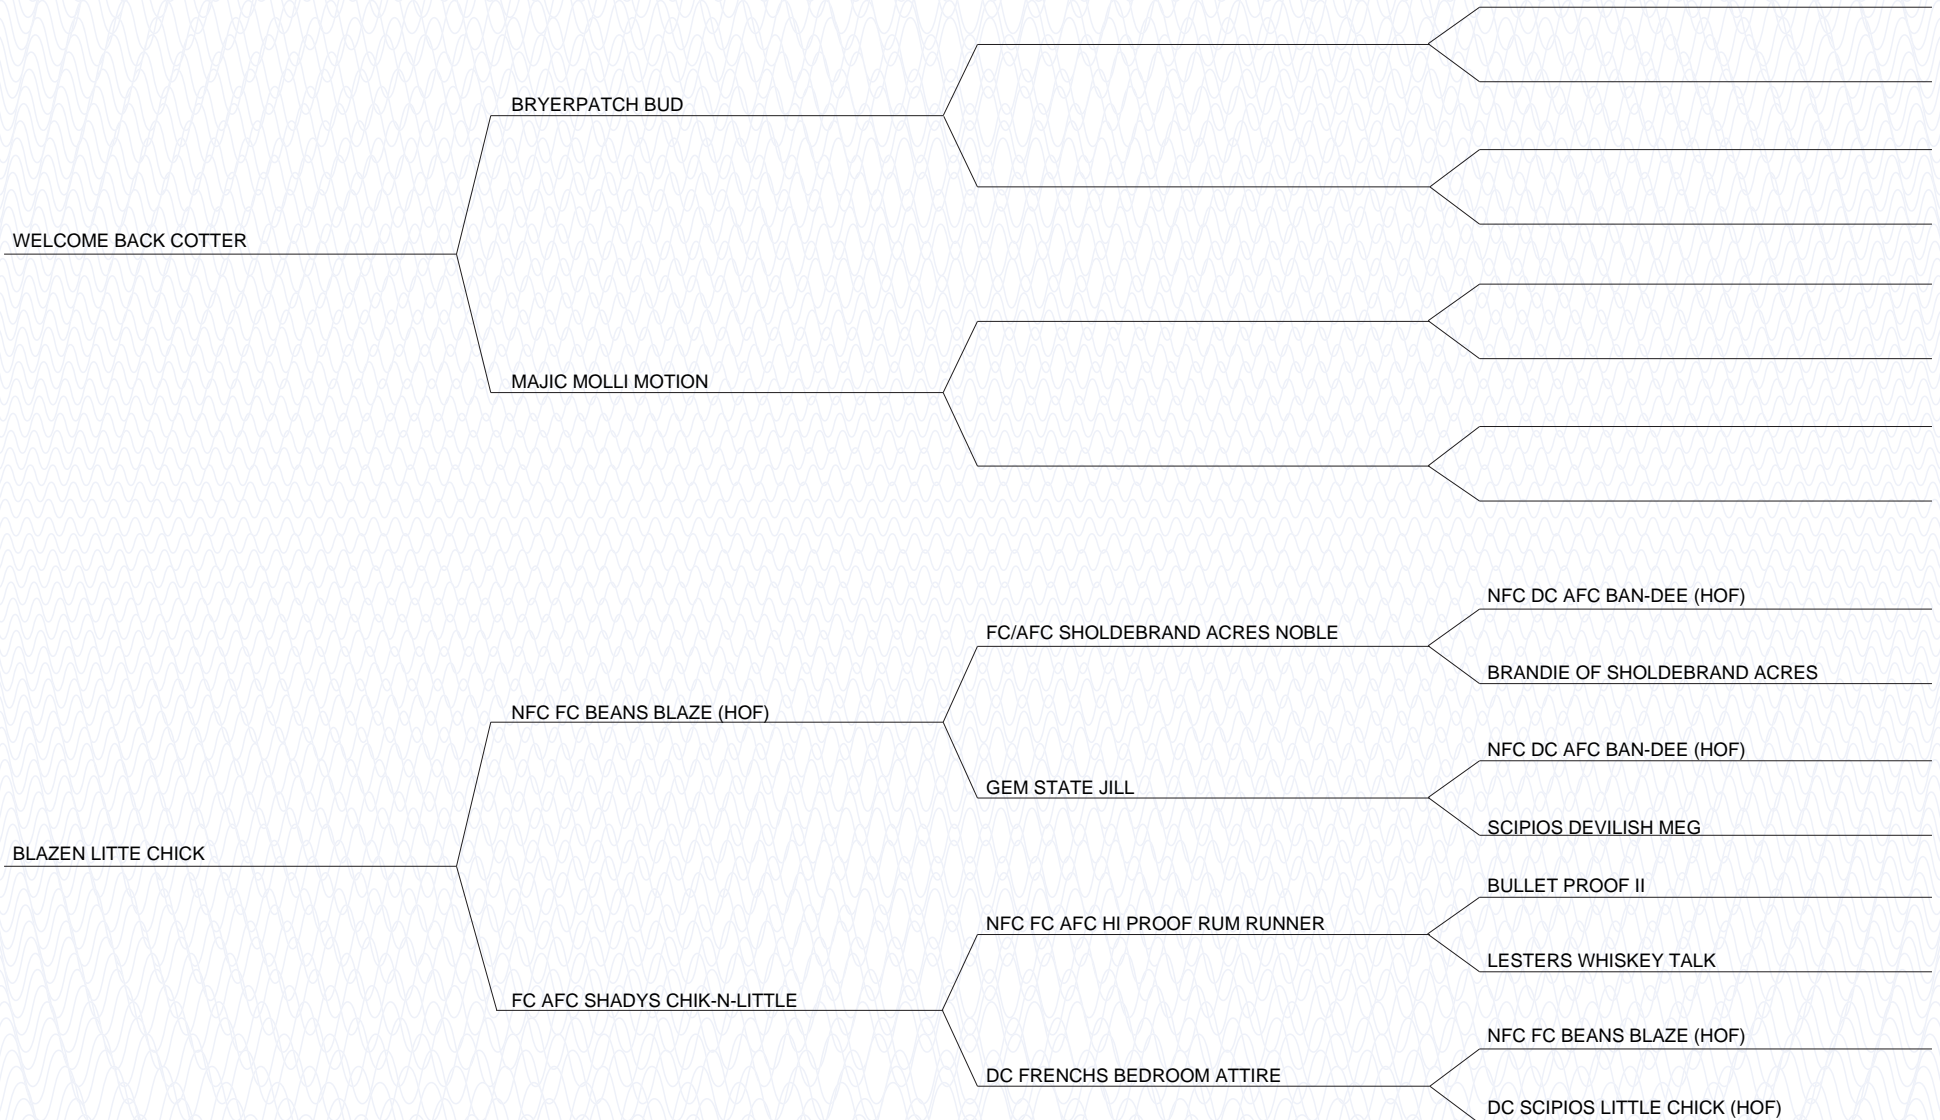 BRYERPATCH BUD
WELCOME BACK COTTER
MAJIC MOLLI MOTION
NFC DC AFC BAN-DEE (HOF)
FC/AFC SHOLDEBRAND ACRES NOBLE
BRANDIE OF SHOLDEBRAND ACRES
NFC FC BEANS BLAZE (HOF)
NFC DC AFC BAN-DEE (HOF)
GEM STATE JILL
SCIPIOS DEVILISH MEG
BLAZEN LITTE CHICK
BULLET PROOF II
NFC FC AFC HI PROOF RUM RUNNER
LESTERS WHISKEY TALK
FC AFC SHADYS CHIK-N-LITTLE
NFC FC BEANS BLAZE (HOF)
DC FRENCHS BEDROOM ATTIRE
DC SCIPIOS LITTLE CHICK (HOF)